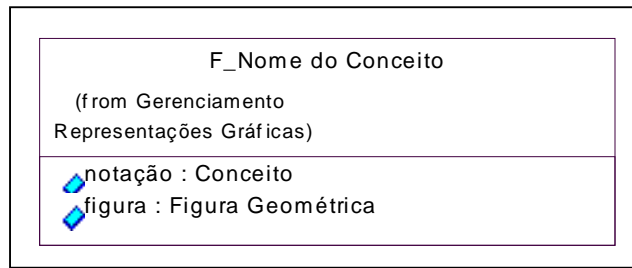 F_Nome do Conceito
(from Gerenciamento
Representações Gráficas)
notação : Conceito
figura : Figura Geométrica